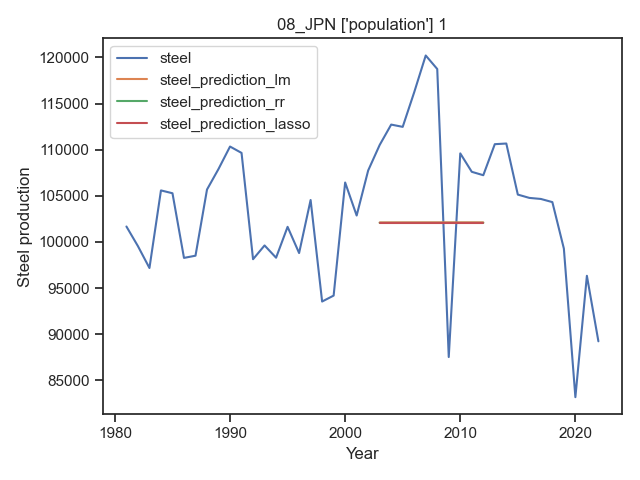 08_JPN ['population'] 1
steel
steel_prediction_lm
steel_prediction_rr
steel_prediction_lasso
Steel production
120000
115000
110000
105000
100000
95000
90000
85000
1980 1990 2000 2010 2020
Year